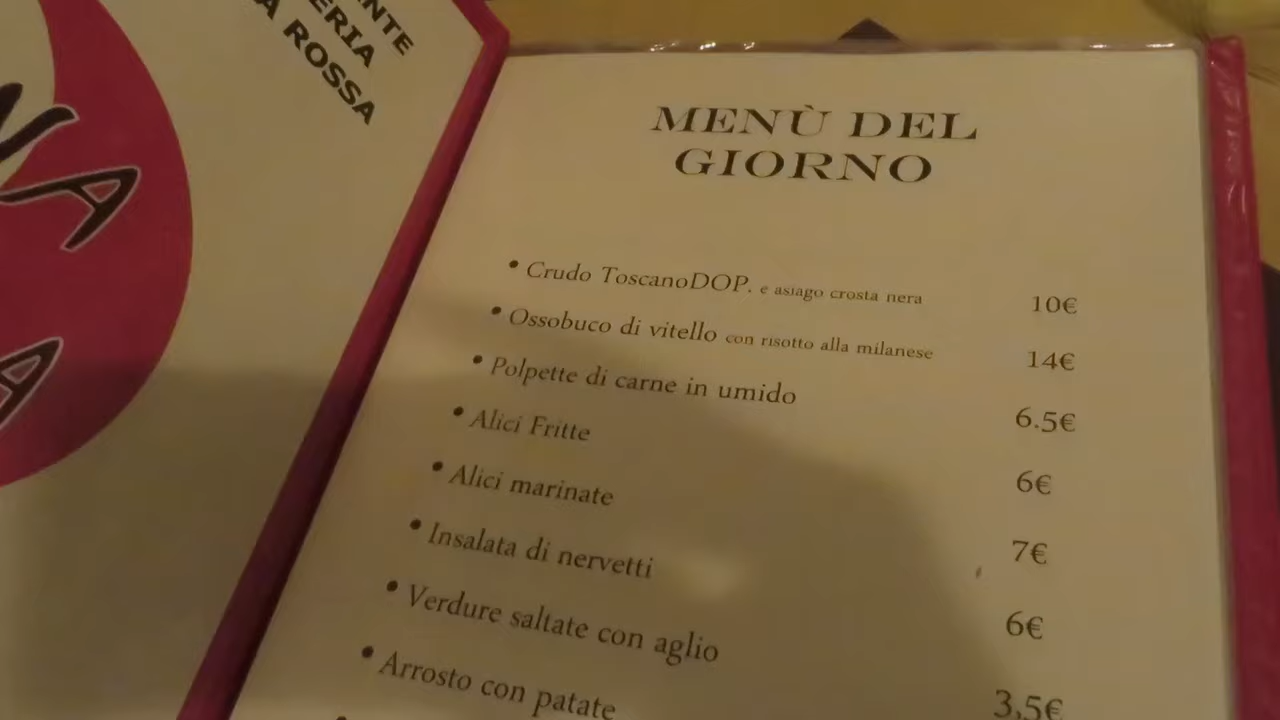 NTE
ERIA
A ROSSA
NA
A
MENÙ DEL
GIORNO
• Crudo ToscanoDOP. e asiago crosta nera 10€
• Ossobuco di vitello con risotto alla milanese 14€
• Polpette di carne in umido 6.5€
• Alici Fritte 6€
• Alici marinate 7€
• Insalata di nervetti 6€
• Verdure saltate con aglio 3,5€
• Arrosto con patate